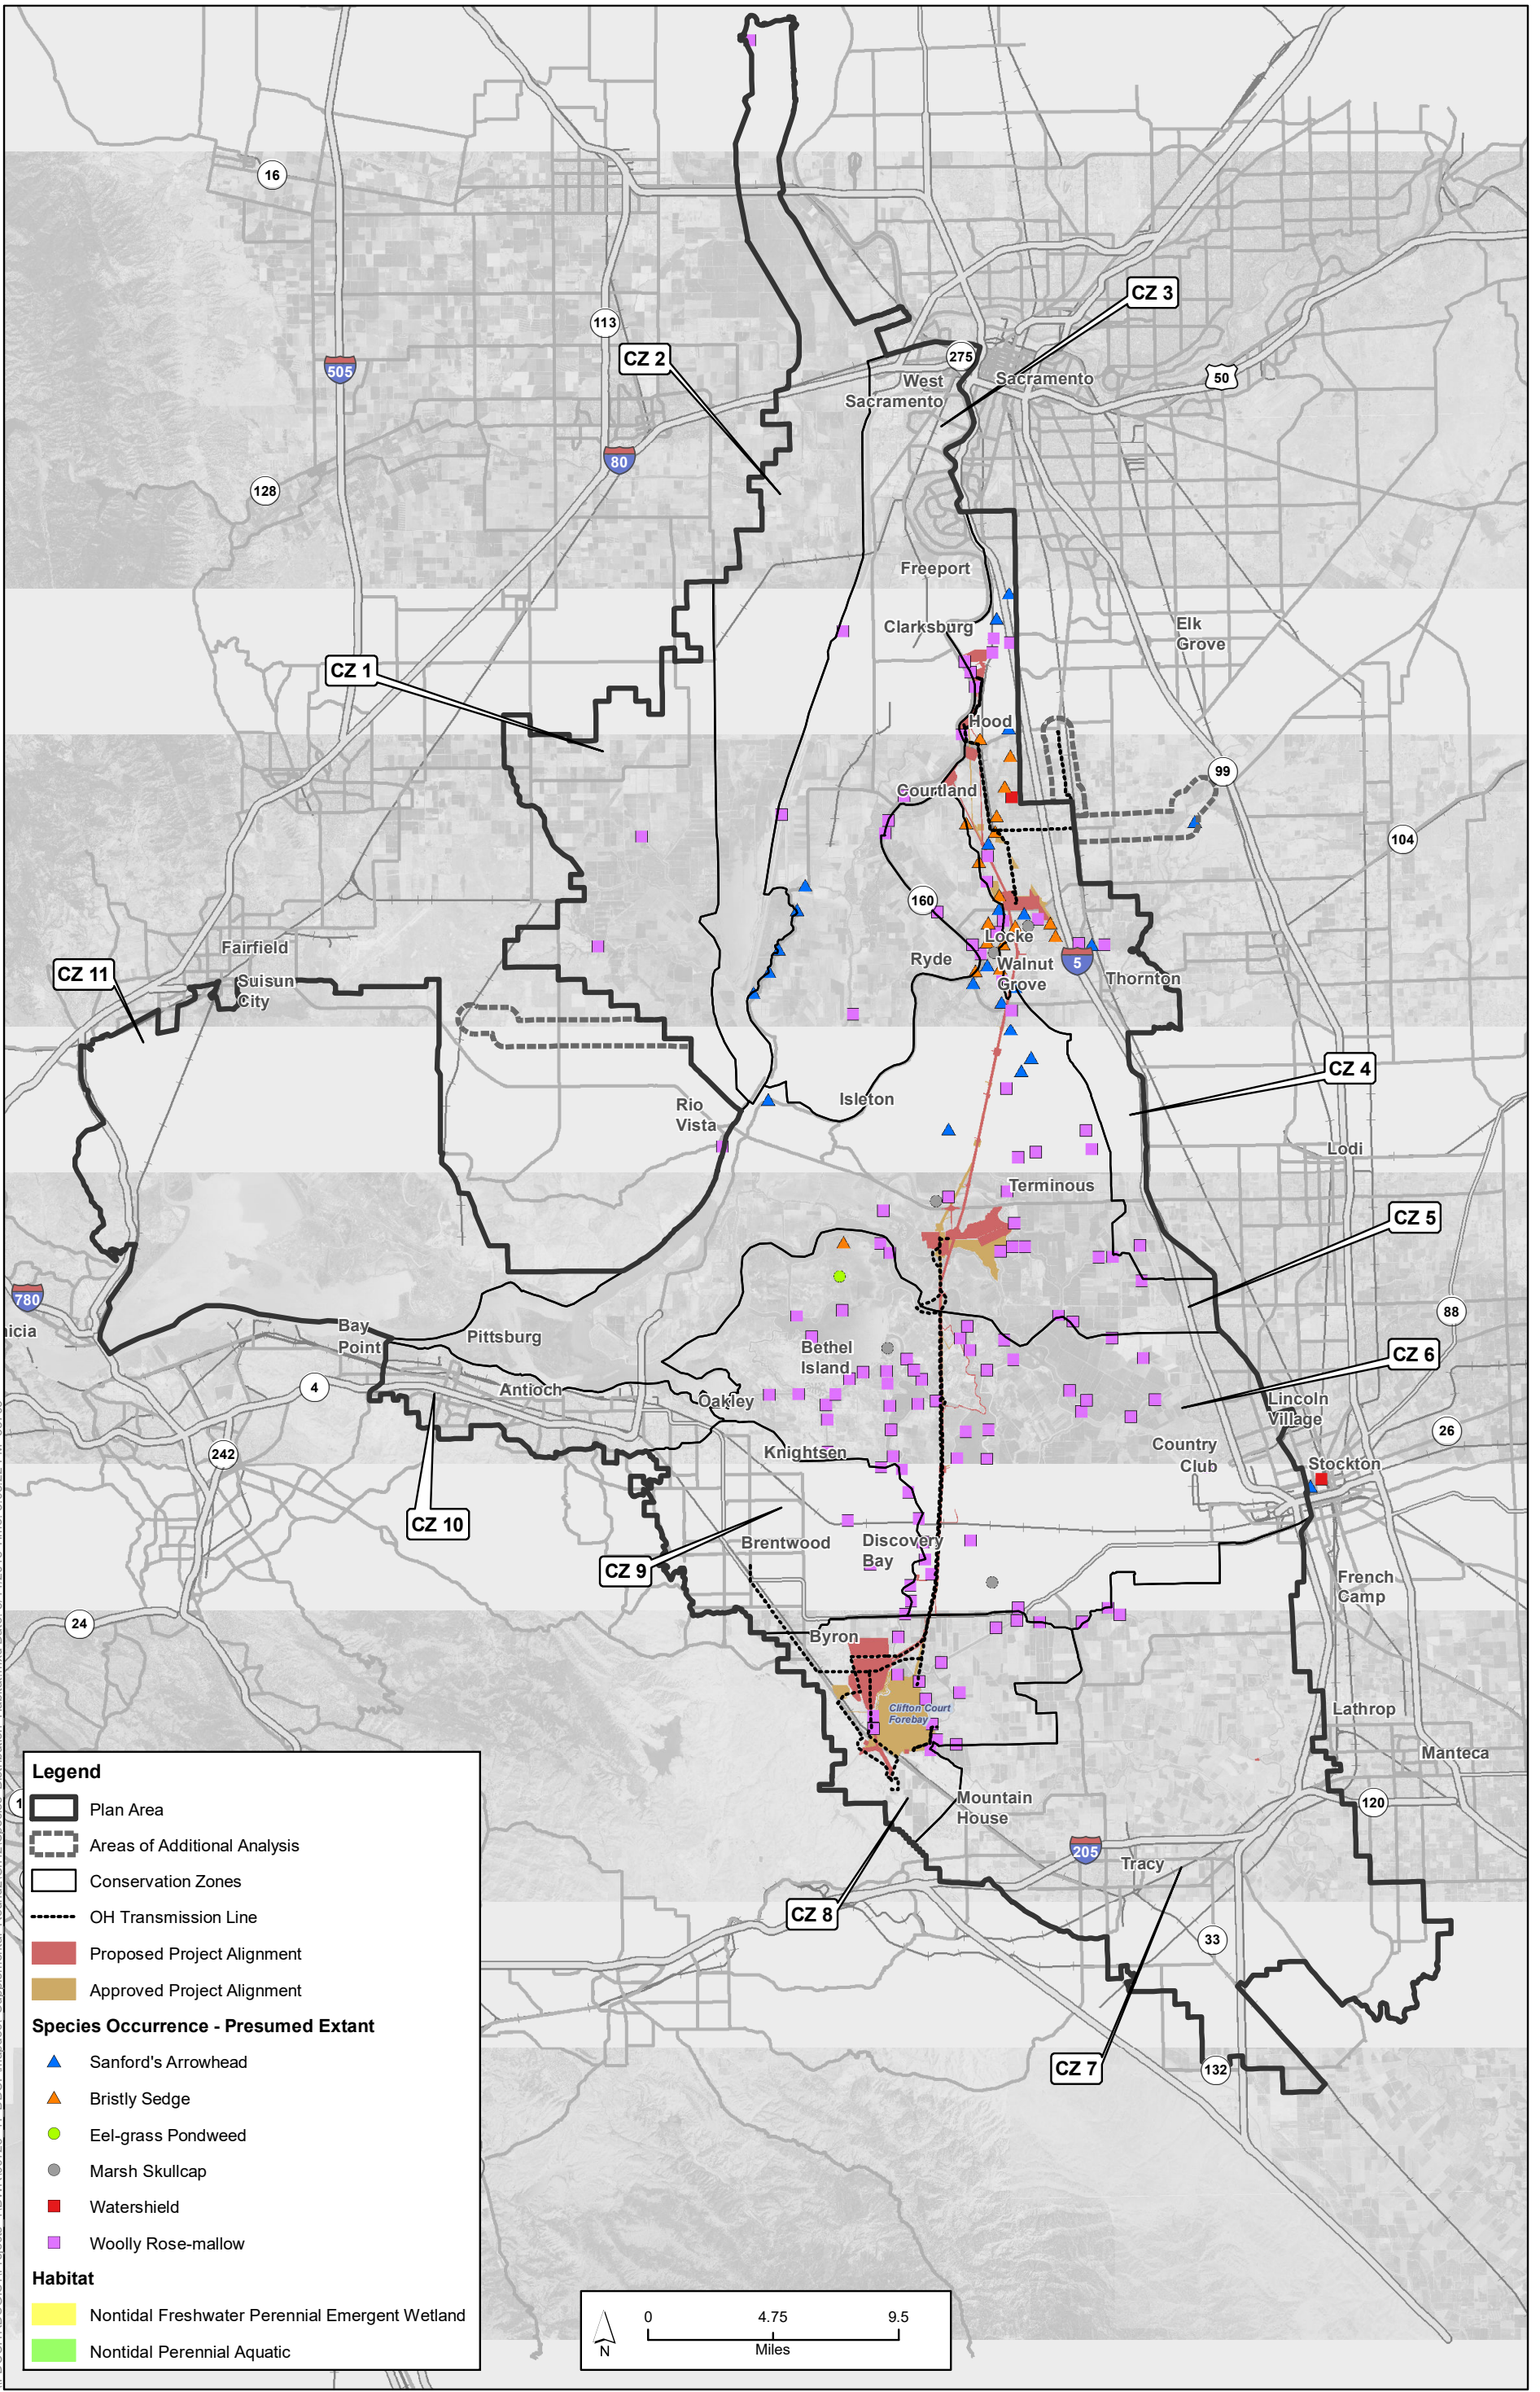 16
CZ 3
113
275
CZ 2
505
West
Sacramento
Sacramento
50
80
128
Freeport
Clarksburg
Elk
Grove
CZ 1
Hood
99
Courtland
104
160
Fairfield
Locke
Ryde
5
CZ 11
Suisun
City
Walnut
Grove
Thornton
CZ 4
Isleton
Rio
Vista
Lodi
Terminous
CZ 5
780
icia
88
Bay
Point
Pittsburg
Bethel
Island
CZ 6
4
Antioch
Oakley
Lincoln
Village
26
242
Knightsen
Country
Club
Stockton
CZ 10
Brentwood
Discovery
Bay
CZ 9
French
Camp
24
Byron
Clifton Court
Forebay
Lathrop
Manteca
Mountain
House
120
205
Tracy
CZ 8
33
CZ 7
132
Legend
Plan Area
Areas of Additional Analysis
Conservation Zones
OH Transmission Line
Proposed Project Alignment
Approved Project Alignment
Species Occurrence - Presumed Extant
Sanford's Arrowhead
Bristly Sedge
Eel-grass Pondweed
Marsh Skullcap
Watershield
Woolly Rose-mallow
Habitat
Nontidal Freshwater Perennial Emergent Wetland
Nontidal Perennial Aquatic
0 4.75 9.5
Miles
N